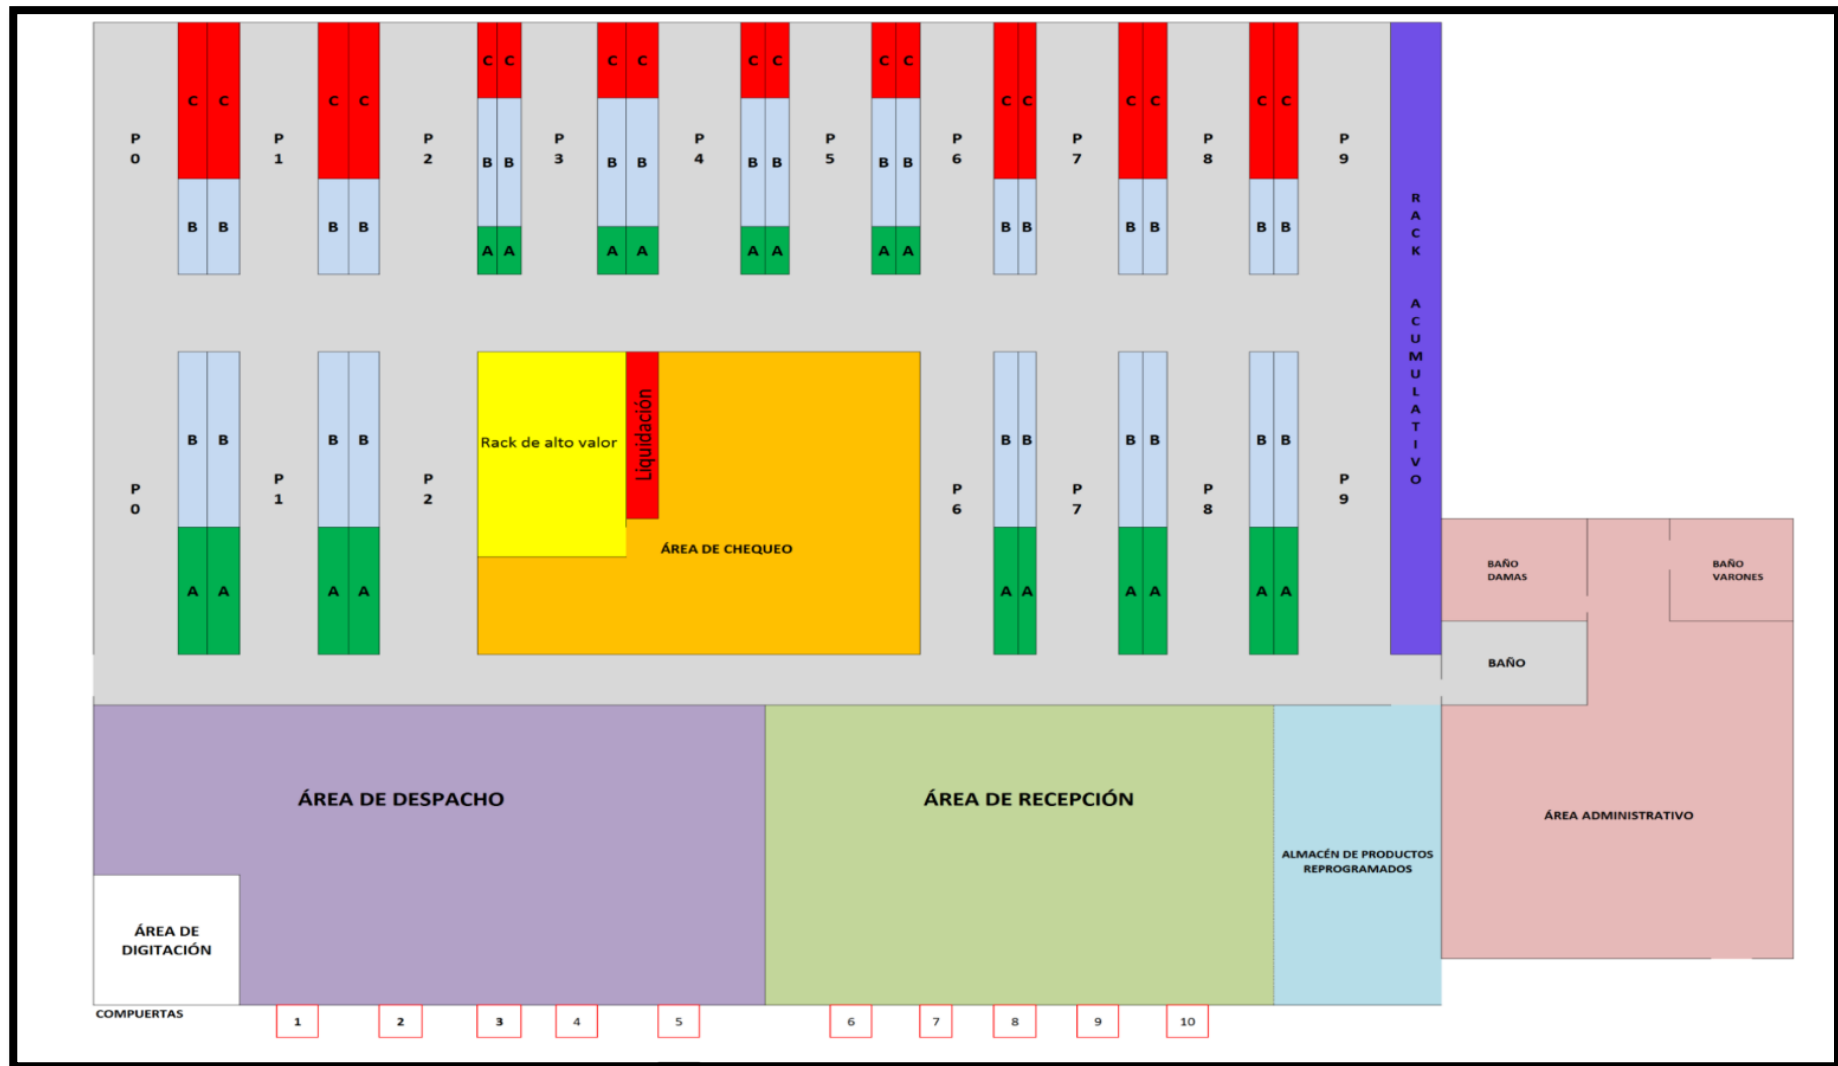 C C C C C C C C
C C C C C C C C C C
P P P P P P P P P P
0 1 2 3 4 5 6 7 8 9
B B B B B B B B
B B B B B B B B B B
A A A A A A A A
RACK ACUMULATIVO
B B B B B B B B B B
Rack de alto valor
Liquidación
P P P P P P P
0 1 2 6 7 8 9
ÁREA DE CHEQUEO
A A A A A A A A A A
BAÑO
DAMAS
BAÑO
VARONES
BAÑO
ÁREA DE DESPACHO
ÁREA DE RECEPCIÓN
ALMACÉN DE PRODUCTOS
REPROGRAMADOS
ÁREA ADMINISTRATIVO
ÁREA DE
DIGITACIÓN
COMPUERTAS
1 2 3 4 5 6 7 8 9 10